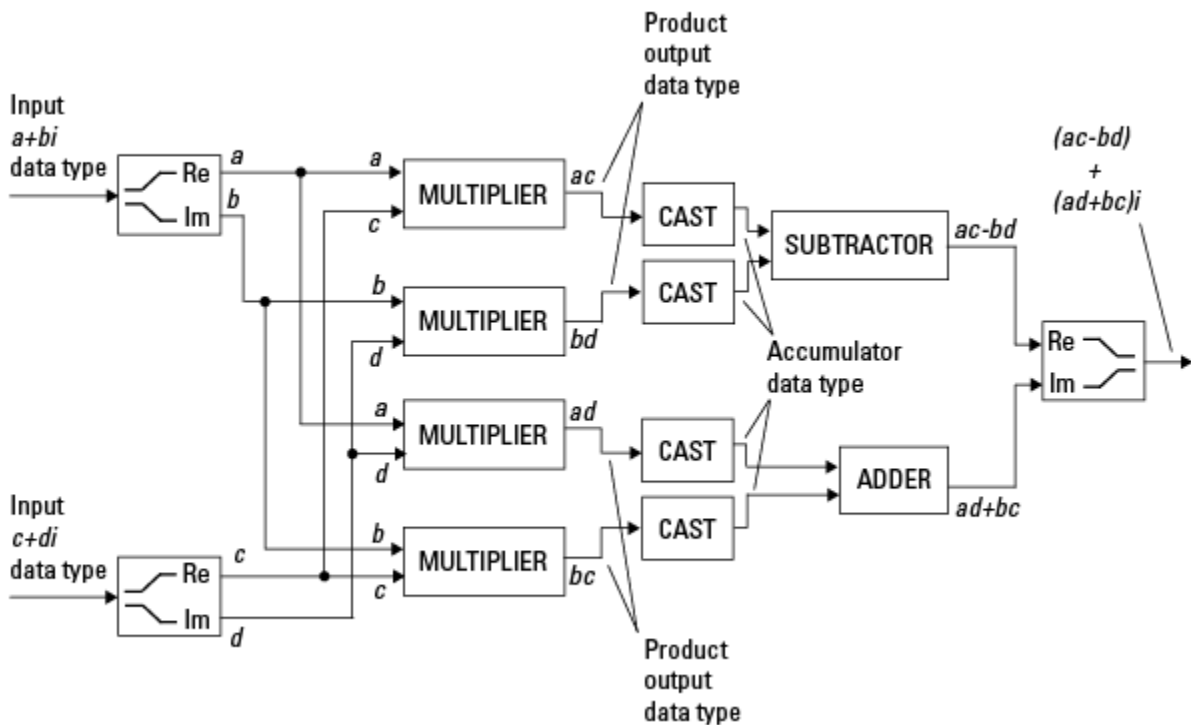 Product
output
data type
Input
a+bi
data type
(ac-bd)
+
(ad+bc)i
a
Re
b
Im
a
MULTIPLIER
c
ac
CAST
SUBTRACTOR
ac-bd
CAST
b
MULTIPLIER
d
bd
Accumulator
data type
Re
Im
a
MULTIPLIER
d
ad
CAST
ADDER
ad+bc
CAST
Input
c+di
data type
c
Re
Im
d
b
MULTIPLIER
c
bc
Product
output
data type